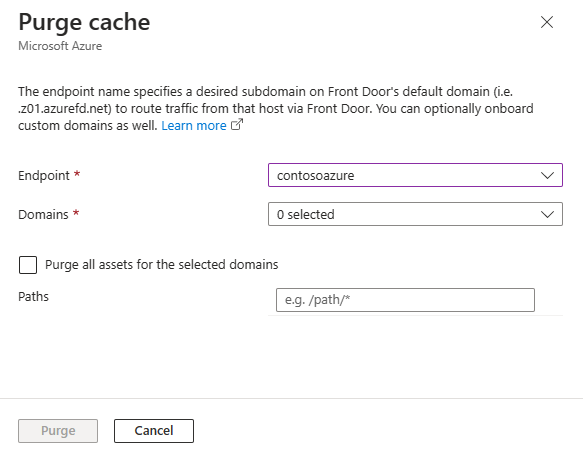 Purge cache
Microsoft Azure
The endpoint name specifies a desired subdomain on Front Door's default domain (i.e.
.z01.azurefd.net) to route traffic from that host via Front Door. You can optionally onboard
custom domains as well. Learn more
Endpoint *
contosoazure
Domains *
0 selected
Purge all assets for the selected domains
Paths
e.g. /path/*
Purge
Cancel